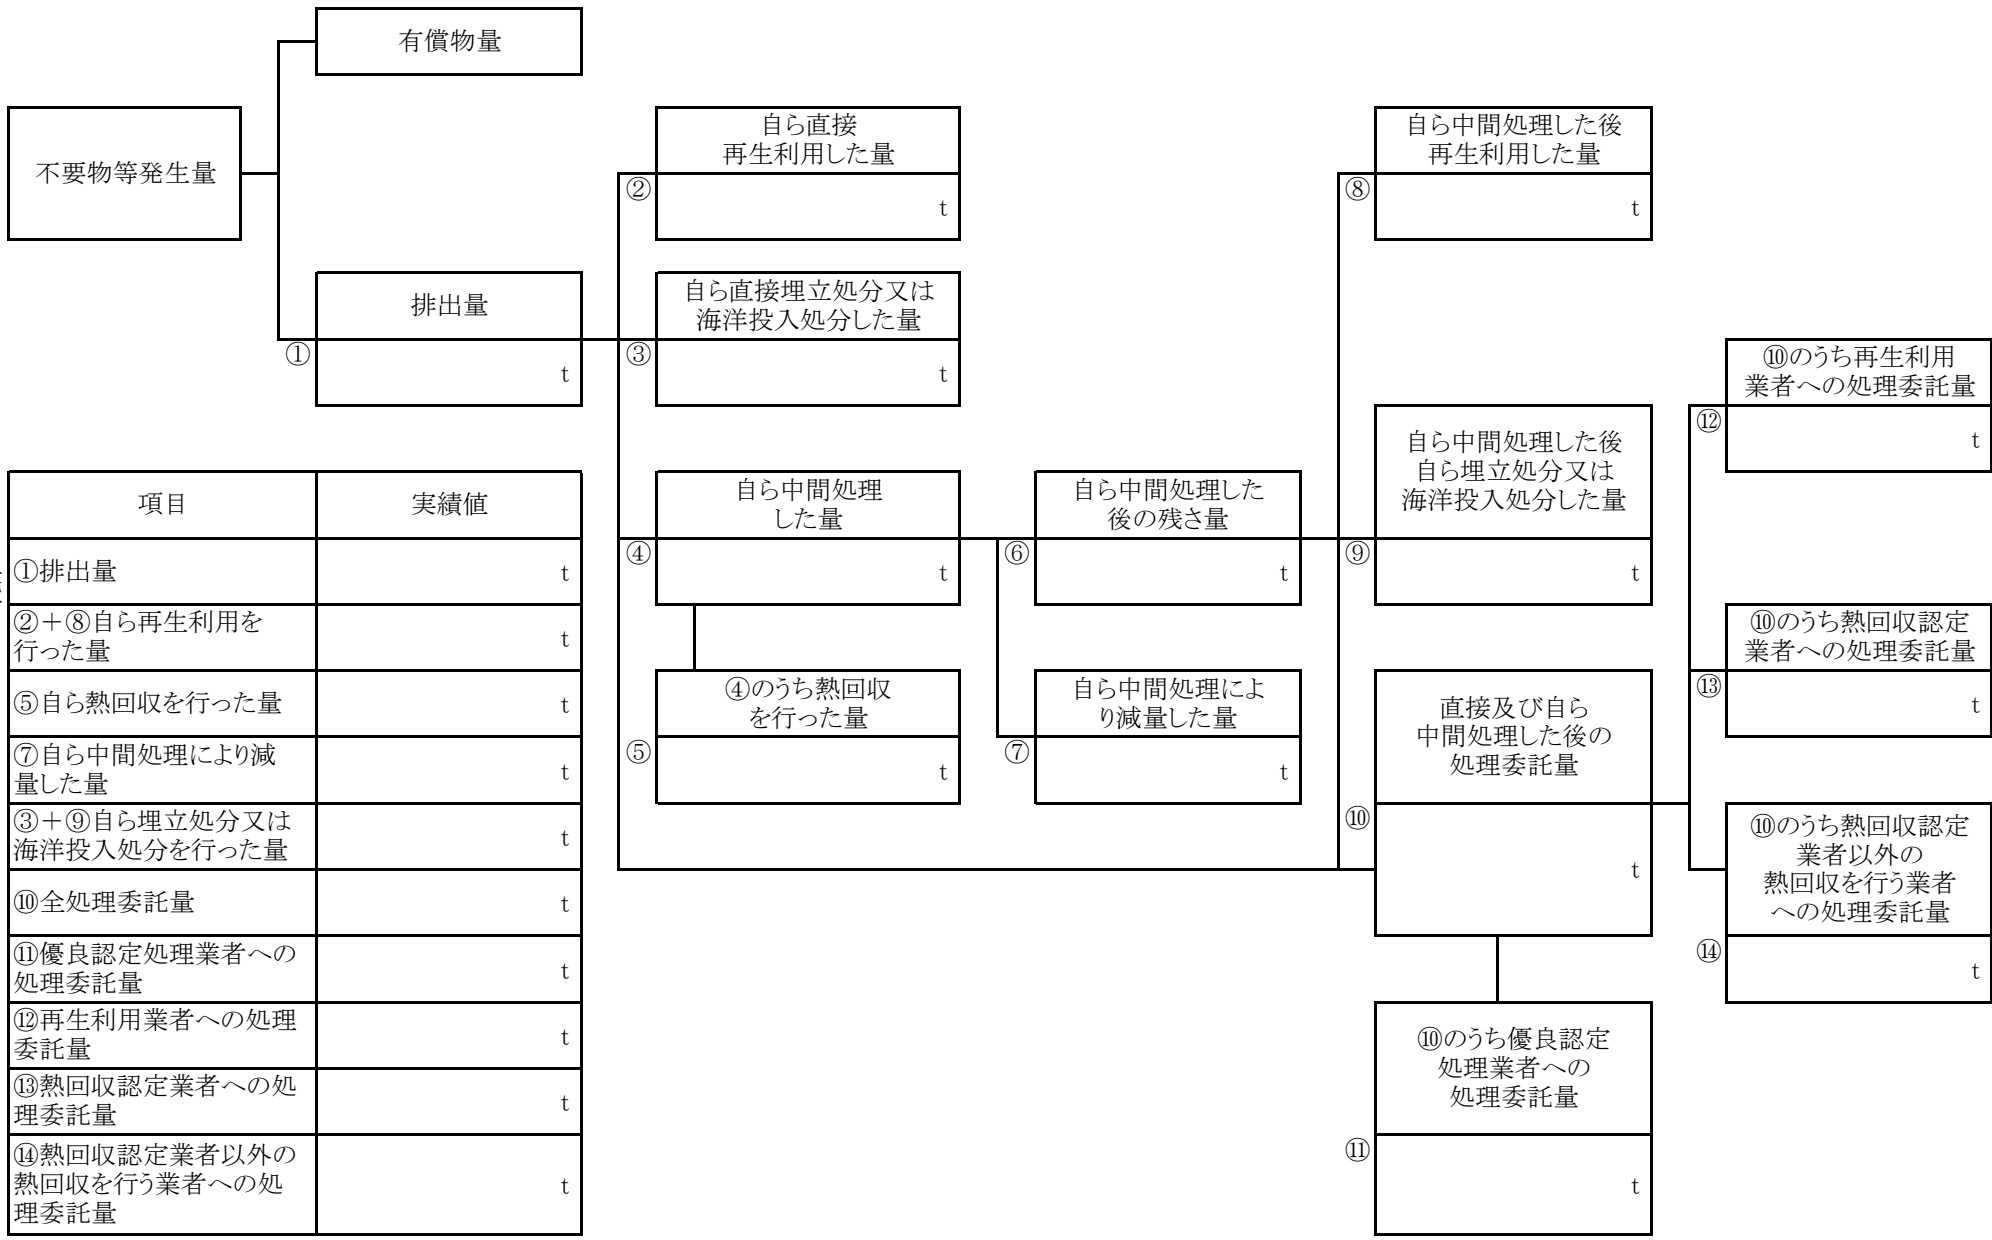 有償物量
不要物等発生量
排出量
①
t
自ら直接
再生利用した量
②
t
自ら直接埋立処分又は
海洋投入処分した量
③
t
自ら中間処理
した量
④
t
④のうち熱回収
を行った量
⑤
t
自ら中間処理した
後の残さ量
⑥
t
自ら中間処理によ
り減量した量
⑦
t
自ら中間処理した後
再生利用した量
⑧
t
自ら中間処理した後
自ら埋立処分又は
海洋投入処分した量
⑨
t
直接及び自ら
中間処理した後の
処理委託量
⑩
t
⑩のうち優良認定
処理業者への
処理委託量
⑪
t
⑩のうち再生利用
業者への処理委託量
⑫
t
⑩のうち熱回収認定
業者への処理委託量
⑬
t
⑩のうち熱回収認定
業者以外の
熱回収を行う業者
への処理委託量
⑭
t
項目 実績値
①排出量 t
②＋⑧自ら再生利用を
行った量 t
⑤自ら熱回収を行った量 t
⑦自ら中間処理により減
量した量 t
③＋⑨自ら埋立処分又は
海洋投入処分を行った量 t
⑩全処理委託量 t
⑪優良認定処理業者への
処理委託量 t
⑫再生利用業者への処理
委託量 t
⑬熱回収認定業者への処
理委託量 t
⑭熱回収認定業者以外の
熱回収を行う業者への処
理委託量 t